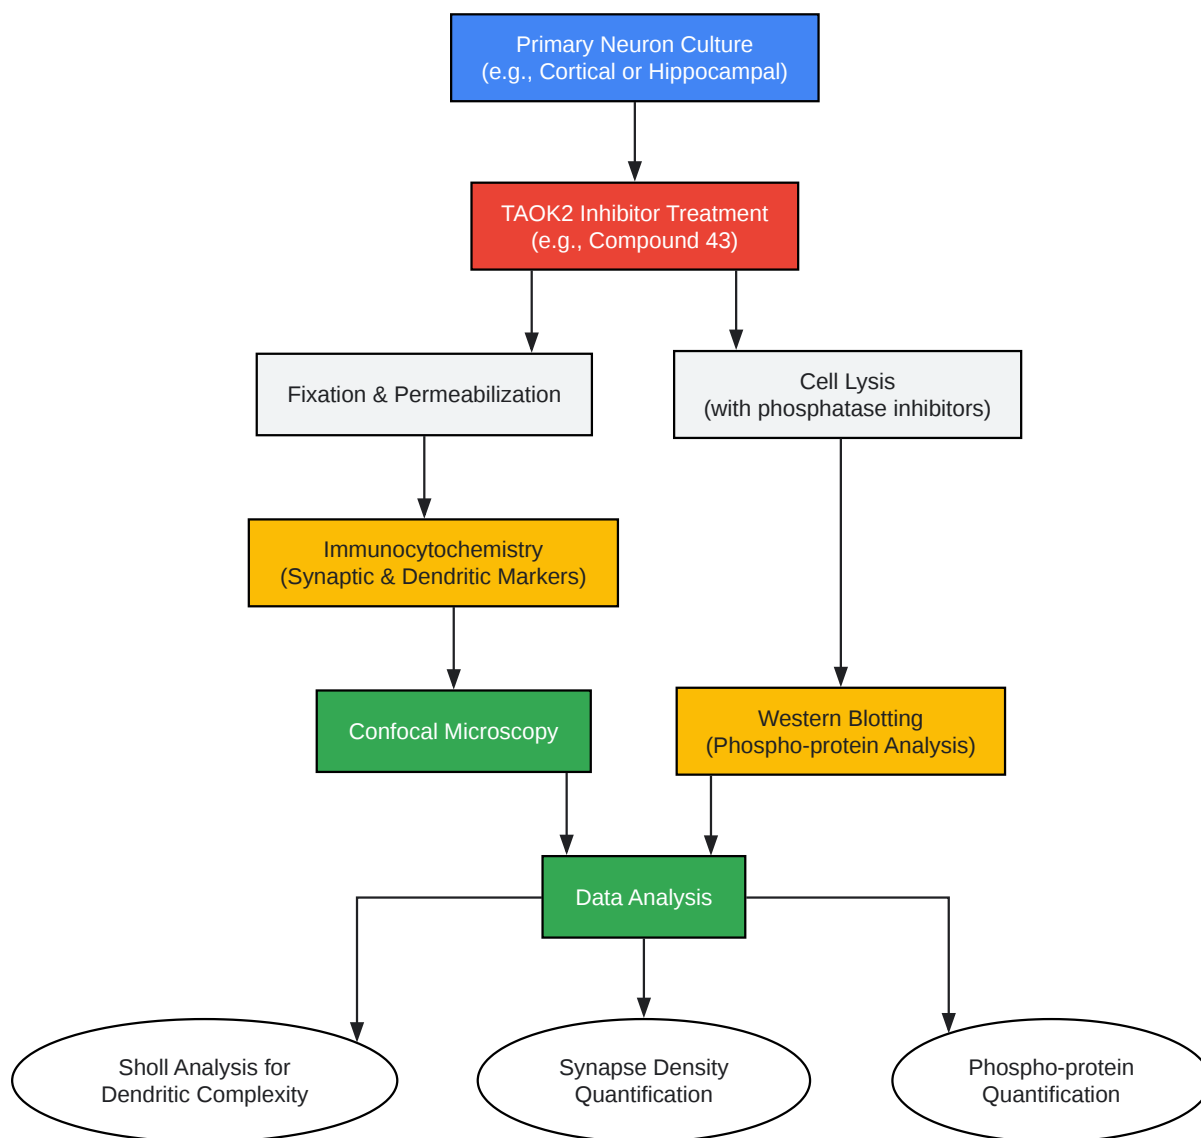 Primary Neuron Culture
(e.g., Cortical or Hippocampal)
TAOK2 Inhibitor Treatment
(e.g., Compound 43)
Fixation & Permeabilization
Cell Lysis
(with phosphatase inhibitors)
Immunocytochemistry
(Synaptic & Dendritic Markers)
Confocal Microscopy
Western Blotting
(Phospho-protein Analysis)
Data Analysis
Sholl Analysis for
Dendritic Complexity
Synapse Density
Quantification
Phospho-protein
Quantification